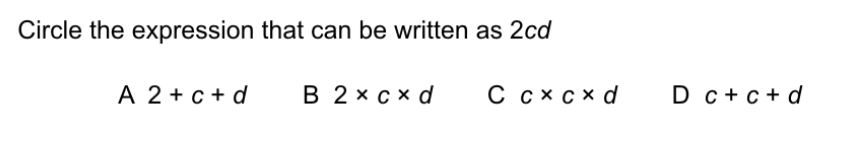 Circle the expression that can be written as 2cd
A 2 + c + d B 2 × c × d C c × c × d D c + c + d